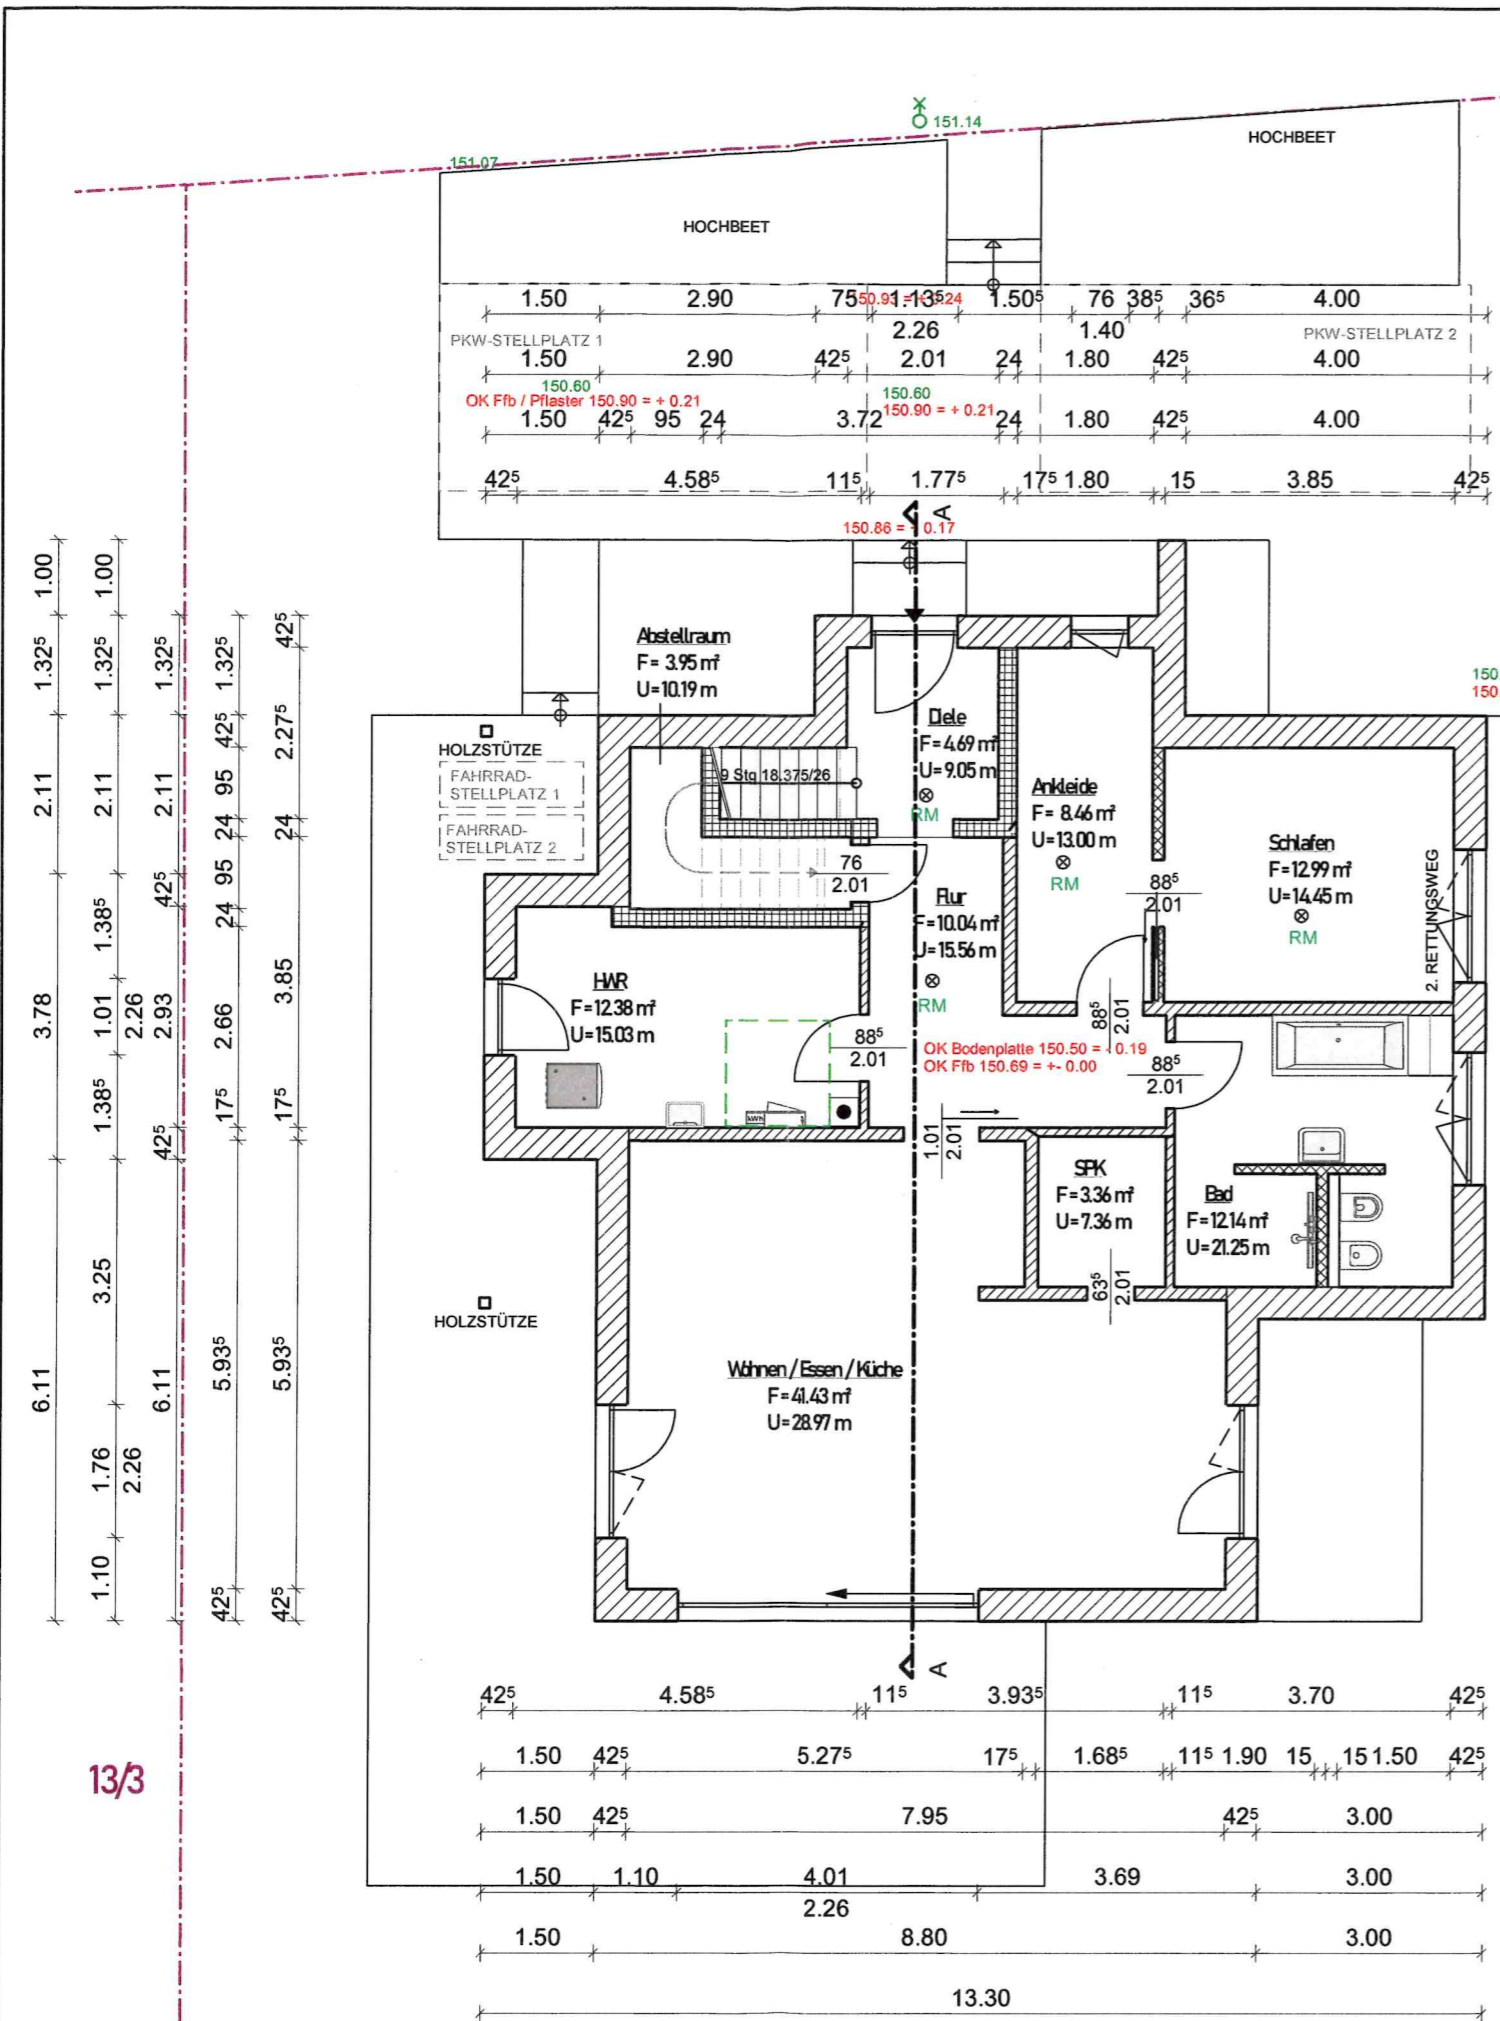 151.14
151.07
HOCHBEET
HOCHBEET
1.50 2.90 75 1.13⁵ 1.50⁵ 76 38⁵ 36⁵ 4.00
150.93 = + 0.24
2.26 1.40
PKW-STELLPLATZ 1
PKW-STELLPLATZ 2
1.50 2.90 42⁵ 2.01 24 1.80 42⁵ 4.00
150.60
OK Ffb / Pflaster 150.90 = + 0.21
150.60
150.90 = + 0.21
1.50 42⁵ 95 24 3.72 24 1.80 42⁵ 4.00
42⁵ 4.58⁵ 11⁵ 1.77⁵ 17⁵ 1.80 15 3.85 42⁵
A
150.86 = + 0.17
1.00 1.32⁵ 2.11 3.78 6.11
1.00 1.32⁵ 2.11 1.38⁵ 1.01 1.38⁵ 3.25 1.76 1.10
2.26 2.26
1.32⁵ 2.11 42⁵ 2.93 42⁵ 6.11
1.32⁵ 42⁵ 95 24 95 24 2.66 17⁵ 5.93⁵ 42⁵
42⁵ 2.27⁵ 24 3.85 17⁵ 5.93⁵ 42⁵
Abstellraum
F= 3.95 m²
U=10.19 m
150.
150.
HOLZSTÜTZE
FAHRRAD-
STELLPLATZ 1
FAHRRAD-
STELLPLATZ 2
9 Stg 18.375/26
Diele
F=4.69 m²
U=9.05 m
RM
Ankleide
F= 8.46 m²
U=13.00 m
RM
Schlafen
F=12.99 m²
U=14.45 m
RM
2. RETTUNGSWEG
76
2.01
88⁵
2.01
Flur
F=10.04 m²
U=15.56 m
RM
HWR
F=12.38 m²
U=15.03 m
88⁵
2.01
88⁵
2.01
OK Bodenplatte 150.50 = - 0.19
OK Ffb 150.69 = +- 0.00
88⁵
2.01
1.01
2.01
SPK
F=3.36 m²
U=7.36 m
Bad
F=12.14 m²
U=21.25 m
63⁵
2.01
HOLZSTÜTZE
Wohnen / Essen / Küche
F=41.43 m²
U=28.97 m
A
42⁵ 4.58⁵ 11⁵ 3.93⁵ 11⁵ 3.70 42⁵
1.50 42⁵ 5.27⁵ 17⁵ 1.68⁵ 11⁵ 1.90 15 15 1.50 42⁵
13/3
1.50 42⁵ 7.95 42⁵ 3.00
1.50 1.10 4.01 3.69 3.00
2.26
1.50 8.80 3.00
13.30